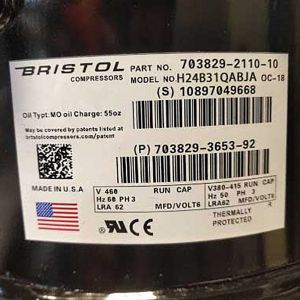 BRISTOL
COMPRESSORS
PART NO. 703829-2110-10
MODEL NO. H24B31QABJA OC-18
(S) 10897049668
Oil Type: MO oil Charge: 55oz
May be covered by patents listed at
bristolcompressors.com/patents
(P) 703829-3653-92
MADE IN U.S.A
V 460 RUN CAP
Hz 60 PH 3
LRA 62 MFD/VOLT6
V380-415 RUN CAP
Hz 50 PH 3
LRA62 MFD/VOLT6
THERMALLY
PROTECTED